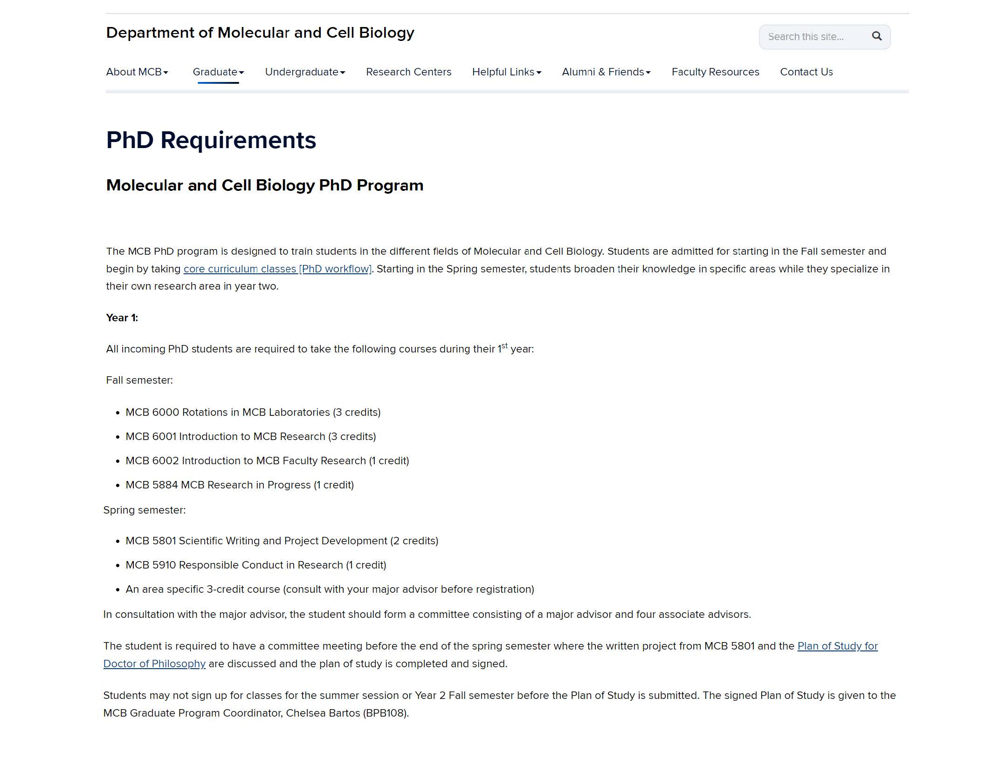 Department of Molecular and Cell Biology
Search this site...
About MCB
Graduate
Undergraduate
Research Centers
Helpful Links
Alumni & Friends
Faculty Resources
Contact Us
PhD Requirements
Molecular and Cell Biology PhD Program
The MCB PhD program is designed to train students in the different fields of Molecular and Cell Biology. Students are admitted for starting in the Fall semester and
begin by taking core curriculum classes [PhD workflow]. Starting in the Spring semester, students broaden their knowledge in specific areas while they specialize in
their own research area in year two.
Year 1:
All incoming PhD students are required to take the following courses during their 1st year:
Fall semester:
• MCB 6000 Rotations in MCB Laboratories (3 credits)
• MCB 6001 Introduction to MCB Research (3 credits)
• MCB 6002 Introduction to MCB Faculty Research (1 credit)
• MCB 5884 MCB Research in Progress (1 credit)
Spring semester:
• MCB 5801 Scientific Writing and Project Development (2 credits)
• MCB 5910 Responsible Conduct in Research (1 credit)
• An area specific 3-credit course (consult with your major advisor before registration)
In consultation with the major advisor, the student should form a committee consisting of a major advisor and four associate advisors.
The student is required to have a committee meeting before the end of the spring semester where the written project from MCB 5801 and the Plan of Study for
Doctor of Philosophy are discussed and the plan of study is completed and signed.
Students may not sign up for classes for the summer session or Year 2 Fall semester before the Plan of Study is submitted. The signed Plan of Study is given to the
MCB Graduate Program Coordinator, Chelsea Bartos (BPB108).